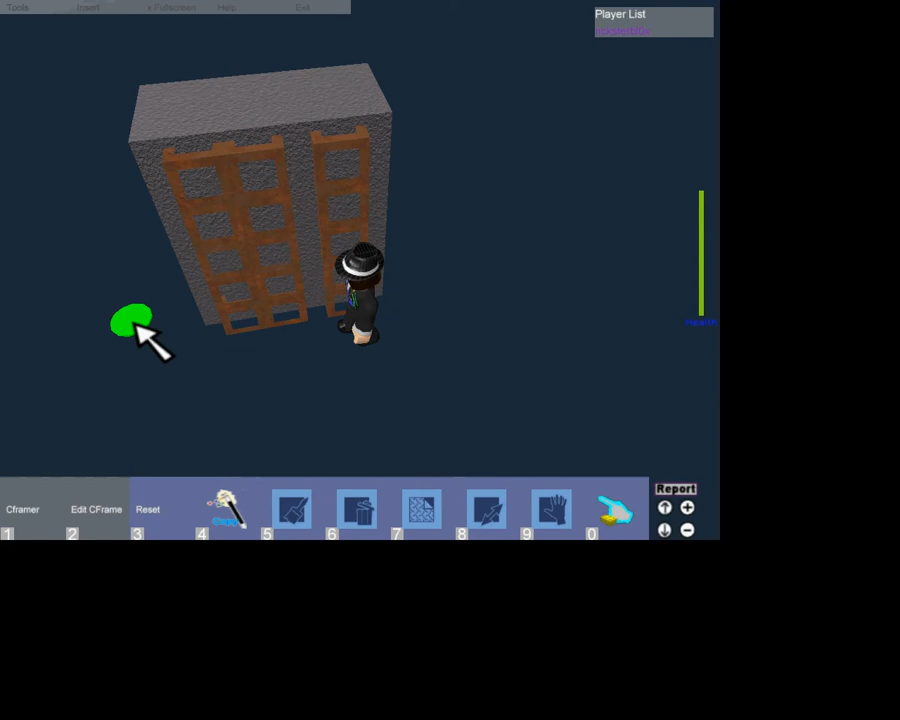 Tools Insert x Fullscreen Help Exit
Player List
Health
Cframer Edit CFrame Reset
Report
1 2 3 4 5 6 7 8 9 0